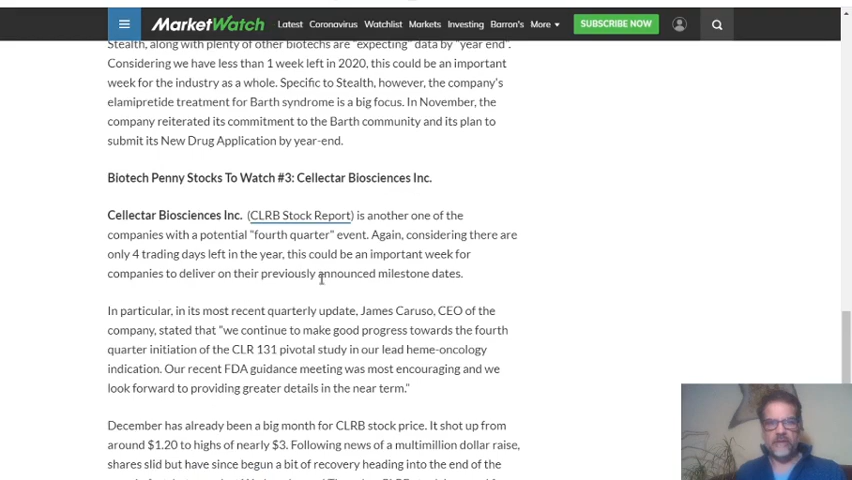 MarketWatch Latest Coronavirus Watchlist Markets Investing Barron's More SUBSCRIBE NOW
Stealth, along with plenty of other biotechs are "expecting" data by "year end".
Considering we have less than 1 week left in 2020, this could be an important
week for the industry as a whole. Specific to Stealth, however, the company's
elamipretide treatment for Barth syndrome is a big focus. In November, the
company reiterated its commitment to the Barth community and its plan to
submit its New Drug Application by year-end.
Biotech Penny Stocks To Watch #3: Cellectar Biosciences Inc.
Cellectar Biosciences Inc. (CLRB Stock Report) is another one of the
companies with a potential "fourth quarter" event. Again, considering there are
only 4 trading days left in the year, this could be an important week for
companies to deliver on their previously announced milestone dates.
In particular, in its most recent quarterly update, James Caruso, CEO of the
company, stated that "we continue to make good progress towards the fourth
quarter initiation of the CLR 131 pivotal study in our lead heme-oncology
indication. Our recent FDA guidance meeting was most encouraging and we
look forward to providing greater details in the near term."
December has already been a big month for CLRB stock price. It shot up from
around $1.20 to highs of nearly $3. Following news of a multimillion dollar raise,
shares slid but have since begun a bit of recovery heading into the end of the